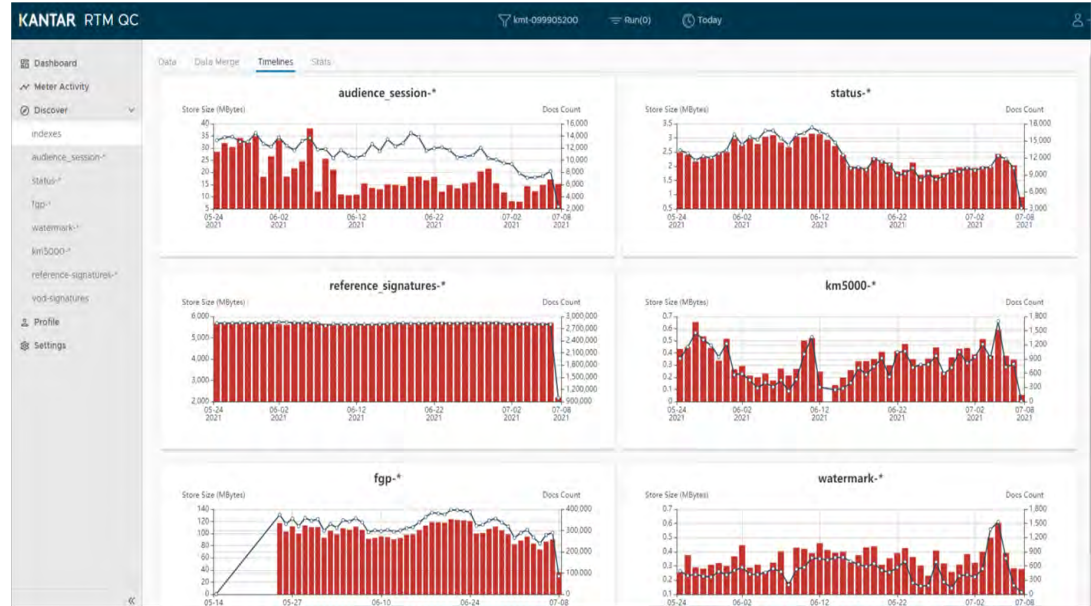 KANTAR RTM QC
kmt-099905200
Run(0)
Today
Dashboard
Meter Activity
Discover
indexes
audience_session-*
status-*
fgp-*
watermark-*
km5000-*
reference-signatures-*
vod-signatures
Profile
Settings
Data
Data Merge
Timelines
Stats
audience_session-*
Store Size (MBytes)
Docs Count
40
35
30
25
20
15
10
5
16,000
14,000
12,000
10,000
8,000
6,000
4,000
2,000
05-24 06-02 06-12 06-22 07-02 07-08
2021 2021 2021 2021 2021 2021
status-*
Store Size (MBytes)
Docs Count
3.5
3
2.5
2
1.5
1
0.5
18,000
15,000
12,000
9,000
6,000
3,000
05-24 06-02 06-12 06-22 07-02 07-08
2021 2021 2021 2021 2021 2021
reference_signatures-*
Store Size (MBytes)
Docs Count
6,000
5,000
4,000
3,000
2,000
3,000,000
2,700,000
2,400,000
2,100,000
1,800,000
1,500,000
1,200,000
900,000
05-24 06-02 06-12 06-22 07-02 07-08
2021 2021 2021 2021 2021 2021
km5000-*
Store Size (MBytes)
Docs Count
0.7
0.6
0.5
0.4
0.3
0.2
0.1
0
1,800
1,500
1,200
900
600
300
0
05-24 06-02 06-12 06-22 07-02 07-08
2021 2021 2021 2021 2021 2021
fgp-*
Store Size (MBytes)
Docs Count
140
120
100
80
60
40
20
0
400,000
300,000
200,000
100,000
0
05-14 05-27 06-10 06-24 07-08
watermark-*
Store Size (MBytes)
Docs Count
0.7
0.6
0.5
0.4
0.3
0.2
0.1
1,800
1,500
1,200
900
600
300
0
05-24 06-02 06-12 06-22 07-02 07-08